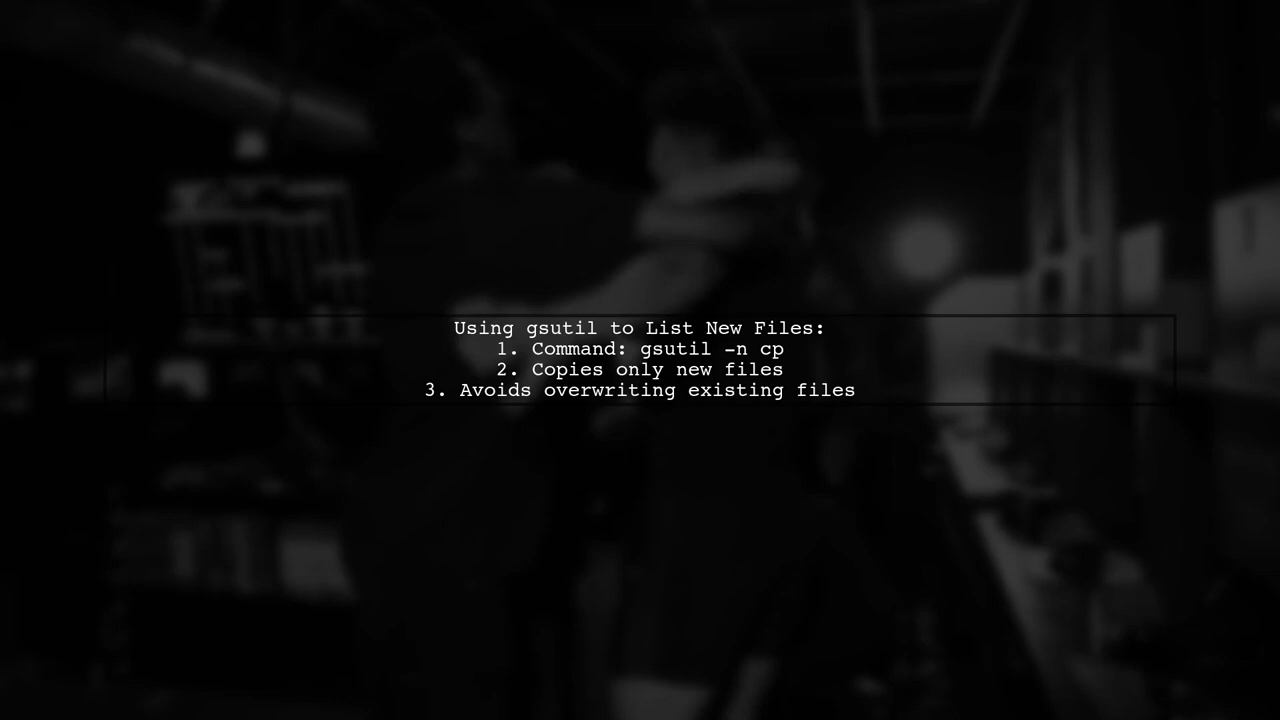 Using gsutil to List New Files:
1. Command: gsutil -n cp
2. Copies only new files
3. Avoids overwriting existing files